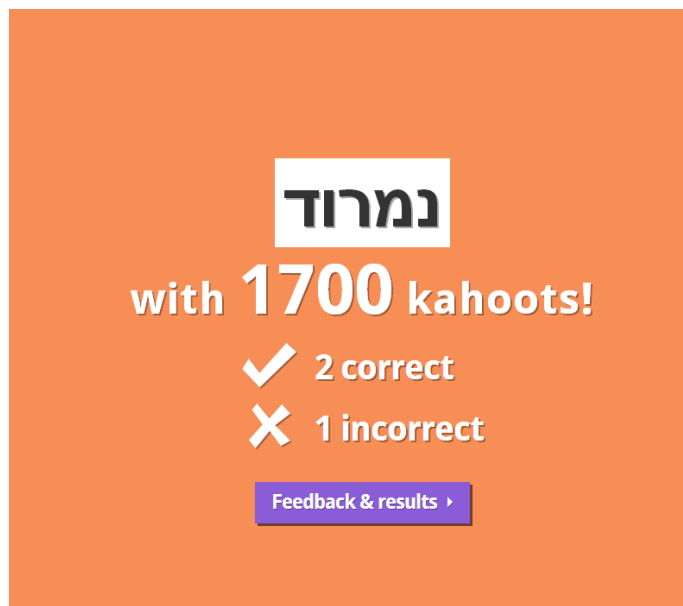 נמרוד
with 1700 kahoots!
2 correct
1 incorrect
Feedback & results